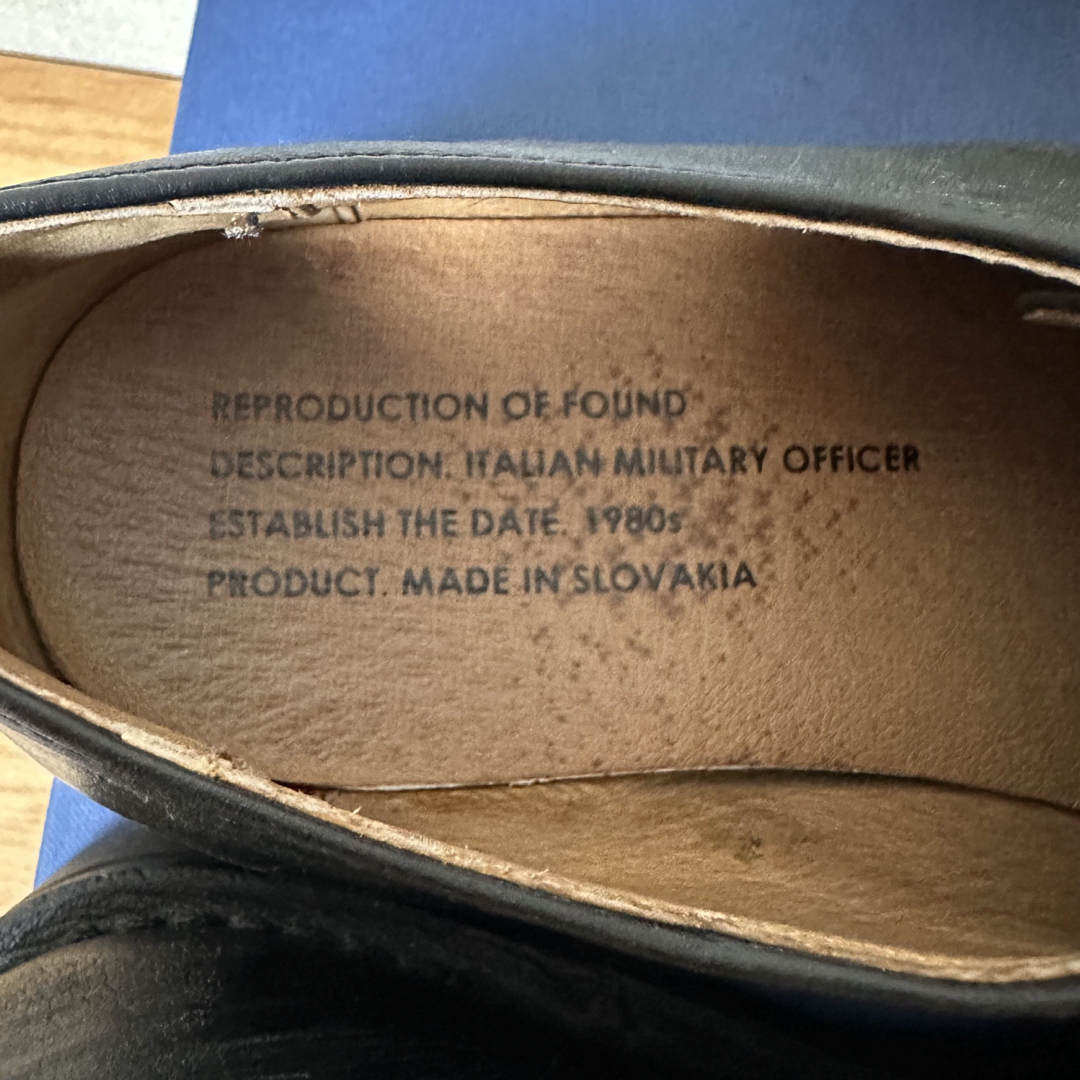 REPRODUCTION OF FOUND
DESCRIPTION. ITALIAN MILITARY OFFICER
ESTABLISH THE DATE. 1980s
PRODUCT. MADE IN SLOVAKIA